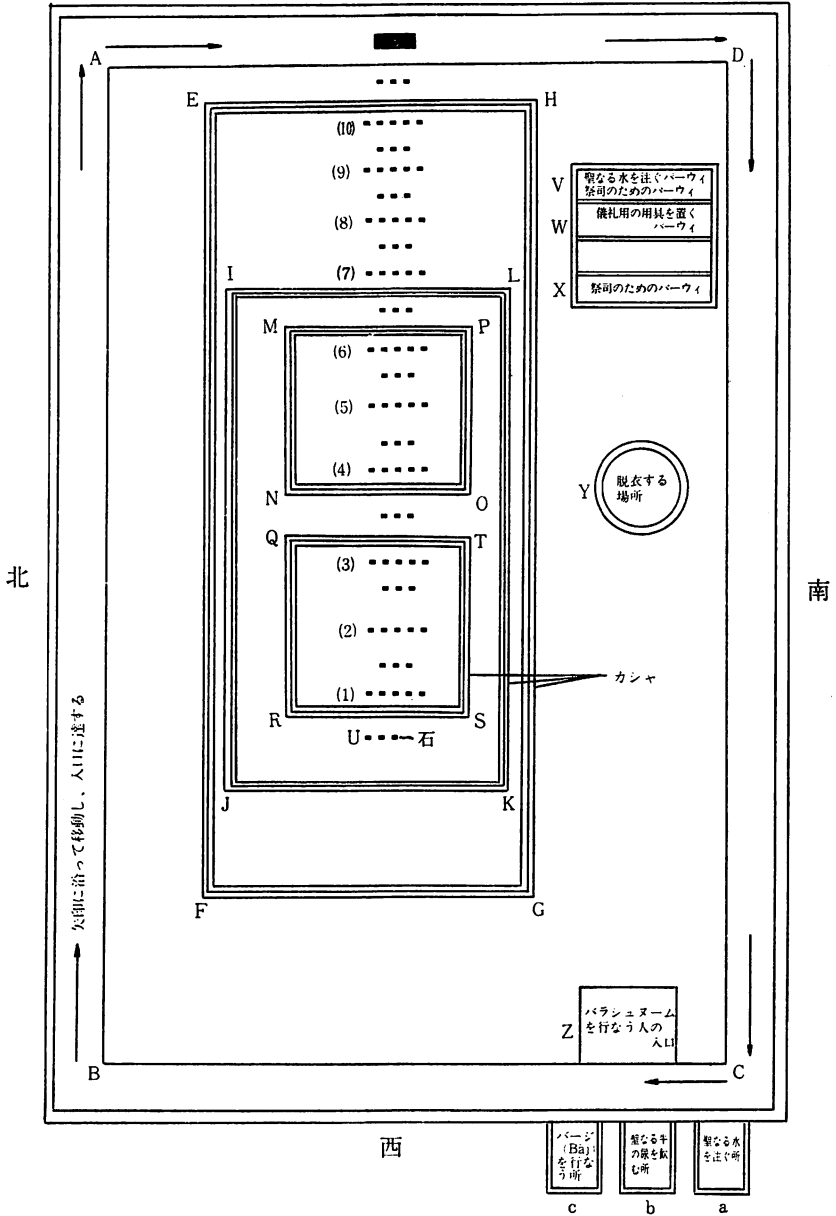 A
D
E
H
(10)
(9)
(8)
(7)
V
聖なる水を注ぐバーウィ
祭司のためのバーウィ
W
儀礼用の用具を置く
バーウィ
X
祭司のためのバーウィ
I
L
M
P
(6)
(5)
(4)
N
O
Y
脱衣する
場所
Q
T
(3)
(2)
(1)
R
S
カシャ
U
石
北
南
J
K
矢印に沿って移動し、入口に達する
F
G
Z
バラシュヌーム
を行なう人の
入口
B
C
西
バージ
(Bāj)
を行な
う所
聖なる牛
の尿を飲
む所
聖なる水
を注ぐ所
c
b
a